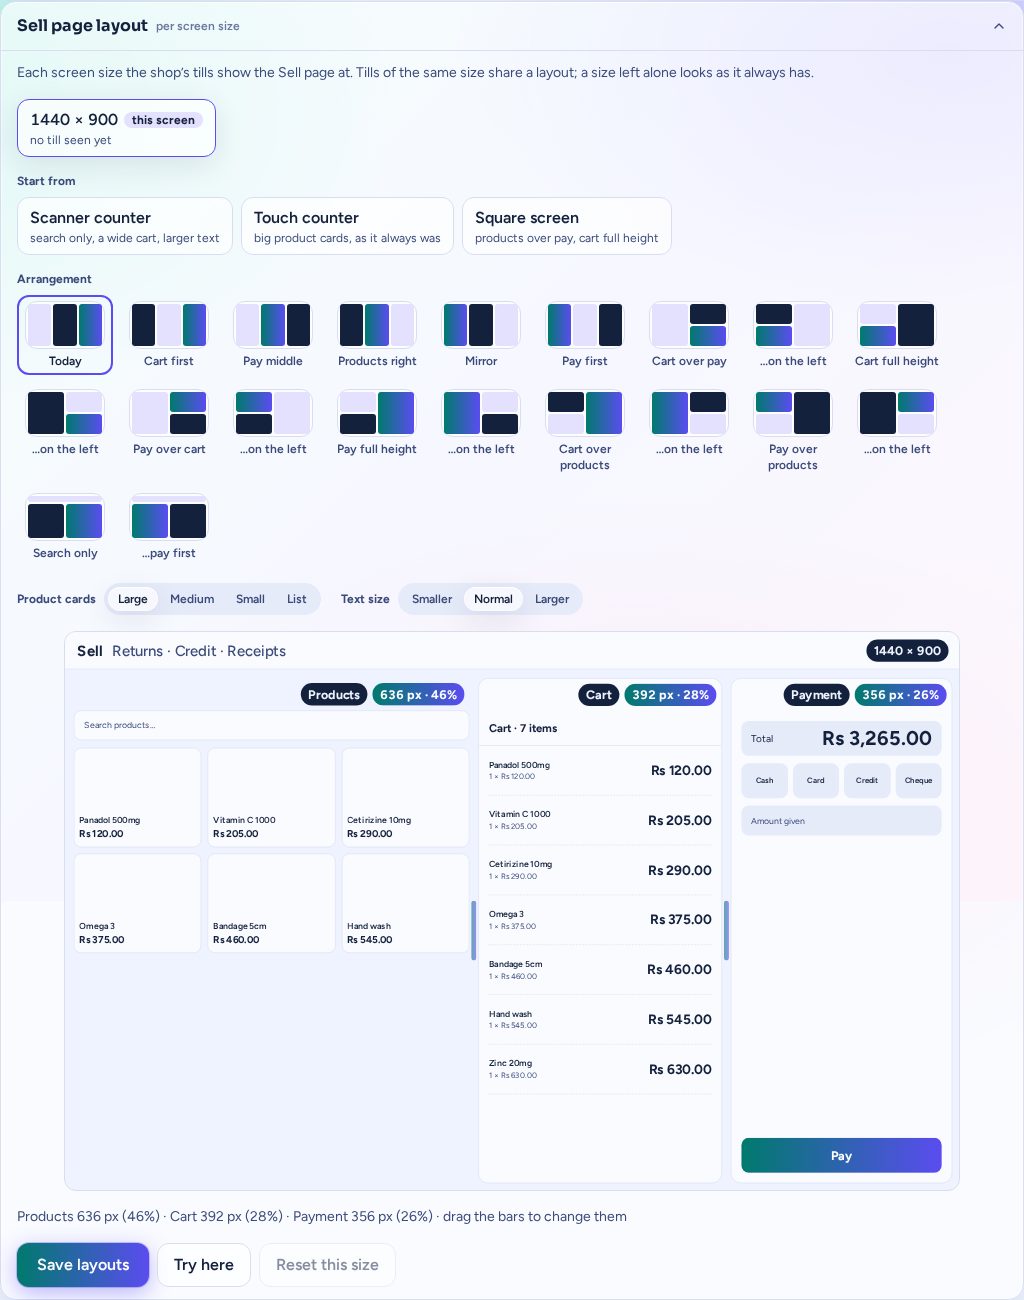 Sell page layout per screen size
Each screen size the shop's tills show the Sell page at. Tills of the same size share a layout; a size left alone looks as it always has.
1440 × 900 this screen
no till seen yet
Start from
Scanner counter
search only, a wide cart, larger text
Touch counter
big product cards, as it always was
Square screen
products over pay, cart full height
Arrangement
Today
Cart first
Pay middle
Products right
Mirror
Pay first
Cart over pay
...on the left
Cart full height
...on the left
Pay over cart
...on the left
Pay full height
...on the left
Cart over products
...on the left
Pay over products
...on the left
Search only
...pay first
Product cards Large Medium Small List Text size Smaller Normal Larger
Sell Returns · Credit · Receipts 1440 × 900
Products 636 px · 46%
Search products...
Panadol 500mg
Rs 120.00
Vitamin C 1000
Rs 205.00
Cetirizine 10mg
Rs 290.00
Omega 3
Rs 375.00
Bandage 5cm
Rs 460.00
Hand wash
Rs 545.00
Cart 392 px · 28%
Cart · 7 items
Panadol 500mg
1 × Rs 120.00
Rs 120.00
Vitamin C 1000
1 × Rs 205.00
Rs 205.00
Cetirizine 10mg
1 × Rs 290.00
Rs 290.00
Omega 3
1 × Rs 375.00
Rs 375.00
Bandage 5cm
1 × Rs 460.00
Rs 460.00
Hand wash
1 × Rs 545.00
Rs 545.00
Zinc 20mg
1 × Rs 630.00
Rs 630.00
Payment 356 px · 26%
Total Rs 3,265.00
Cash Card Credit Cheque
Amount given
Pay
Products 636 px (46%) · Cart 392 px (28%) · Payment 356 px (26%) · drag the bars to change them
Save layouts Try here Reset this size